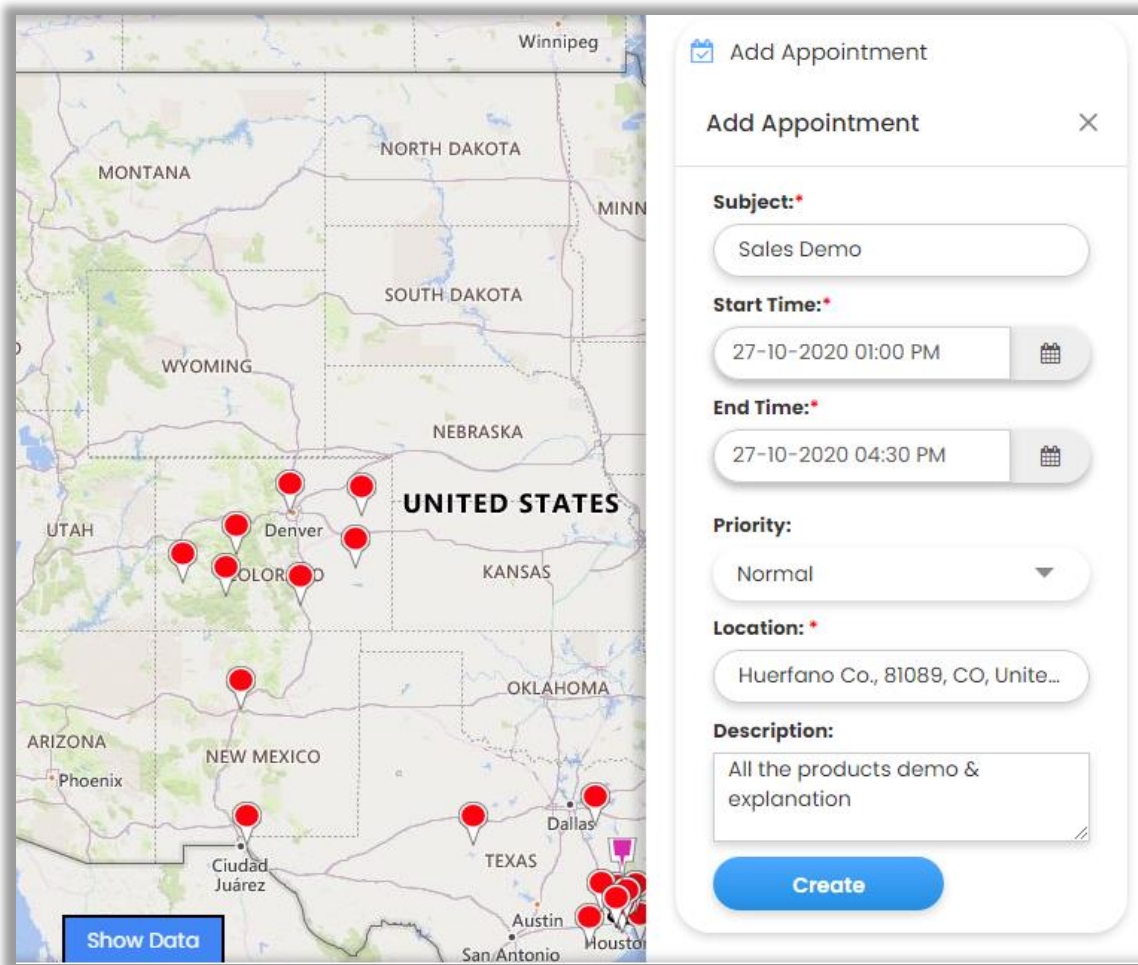 Winnipeg
NORTH DAKOTA
MONTANA
MINN
SOUTH DAKOTA
WYOMING
NEBRASKA
UNITED STATES
UTAH
Denver
KANSAS
OKLAHOMA
ARIZONA
NEW MEXICO
Phoenix
Dallas
Ciudad
Juárez
TEXAS
Austin
San Antonio
Show Data
Add Appointment
Add Appointment
Subject:*
Sales Demo
Start Time:*
27-10-2020 01:00 PM
End Time:*
27-10-2020 04:30 PM
Priority:
Normal
Location: *
Huerfano Co., 81089, CO, Unite...
Description:
All the products demo &
explanation
Create